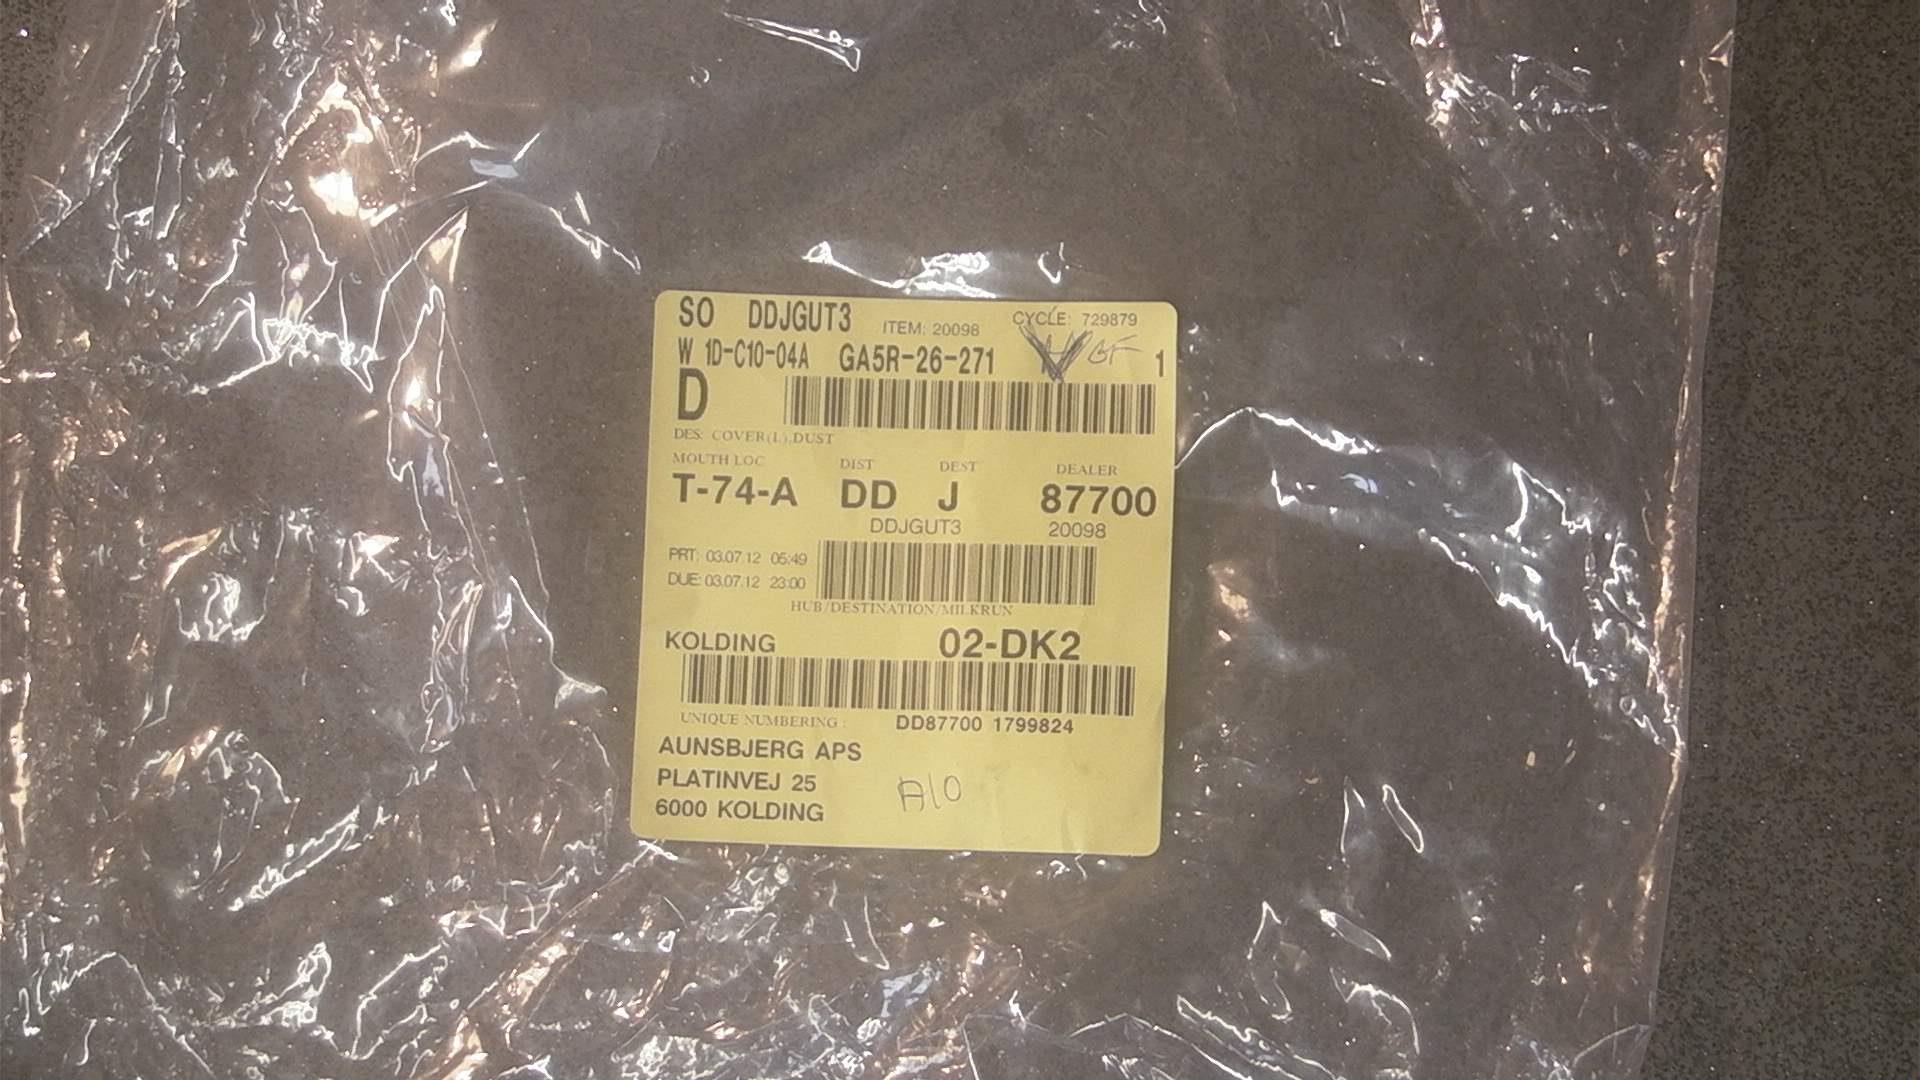 SO DDJGUT3 ITEM: 20098 CYCLE: 729879
W 1D-C10-04A GA5R-26-271 1
D
DES: COVER(L),DUST
MOUTH LOC DIST DEST DEALER
T-74-A DD J 87700
DDJGUT3 20098
PRT: 03.07.12 05:49
DUE: 03.07.12 23:00
HUB/DESTINATION/MILKRUN
KOLDING 02-DK2
UNIQUE NUMBERING : DD87700 1799824
AUNSBJERG APS
PLATINVEJ 25
6000 KOLDING
A10